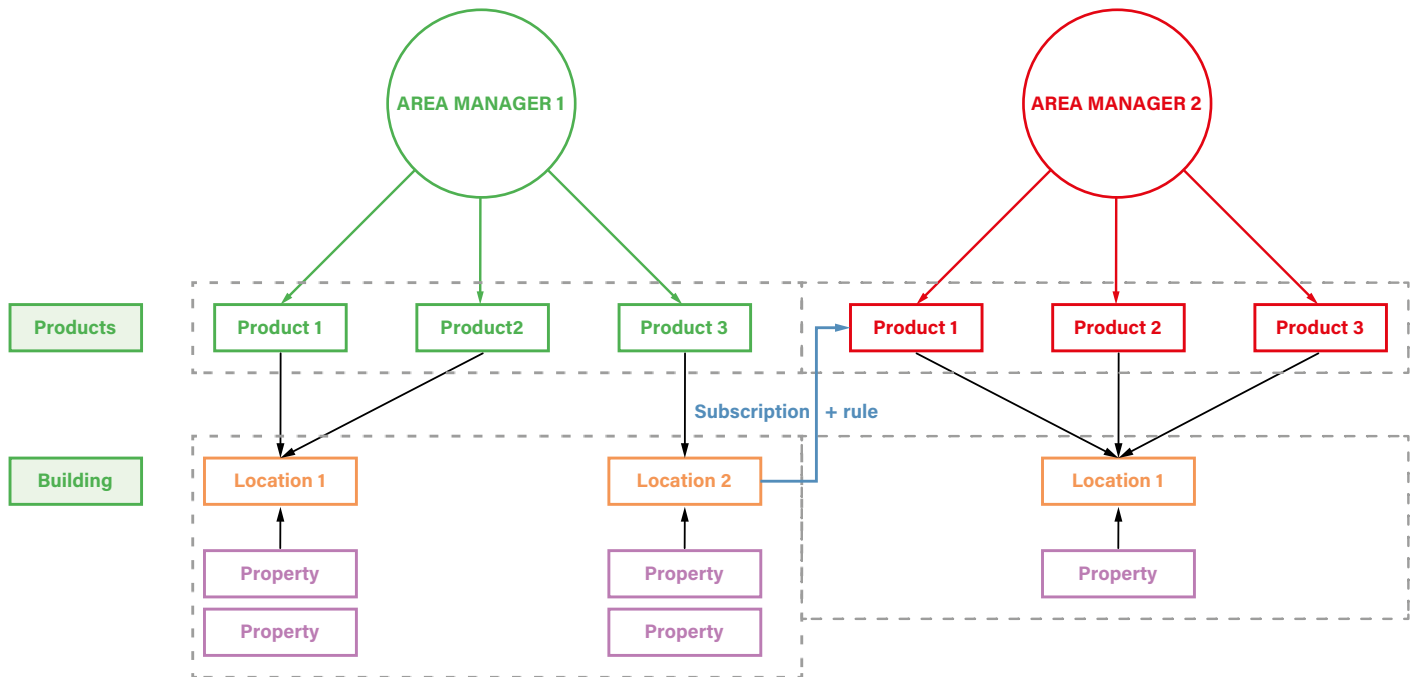 AREA MANAGER 1
AREA MANAGER 2
Products
Product 1
Product2
Product 3
Product 1
Product 2
Product 3
Subscription + rule
Building
Location 1
Location 2
Location 1
Property
Property
Property
Property
Property